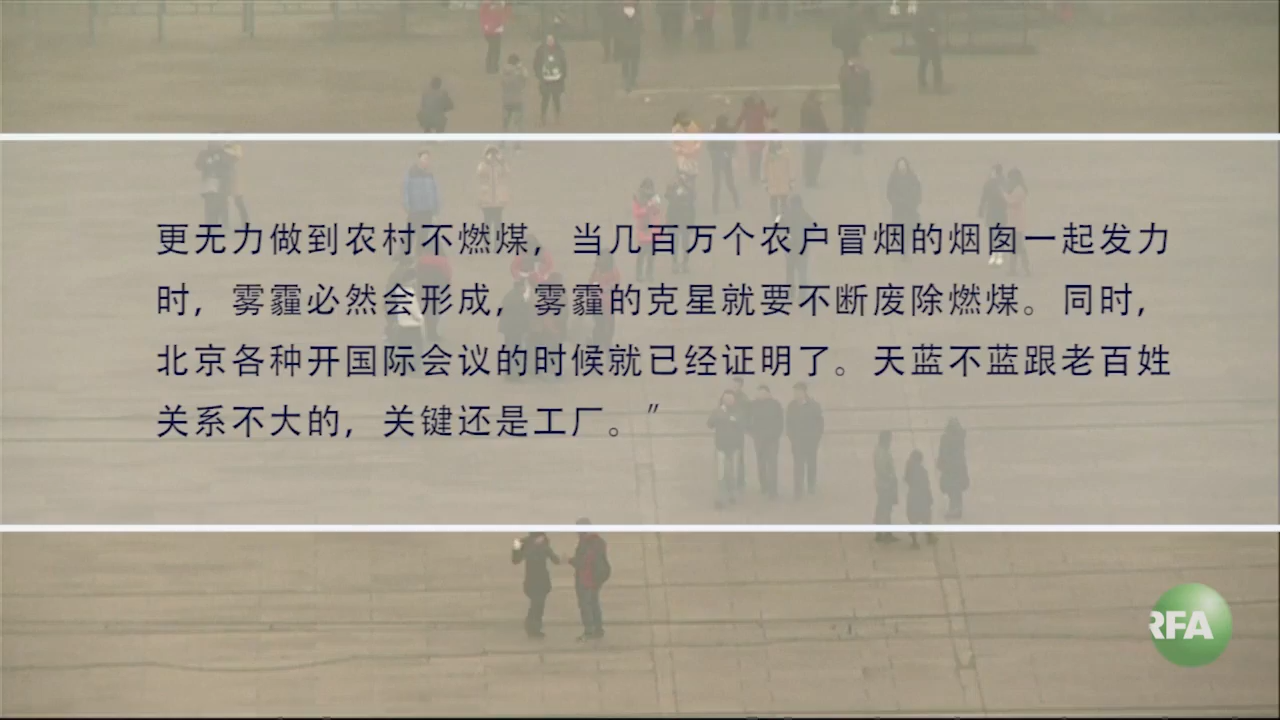 更无力做到农村不燃煤，当几百万个农户冒烟的烟囱一起发力
时，雾霾必然会形成，雾霾的克星就要不断废除燃煤。同时，
北京各种开国际会议的时候就已经证明了。天蓝不蓝跟老百姓
关系不大的，关键还是工厂。”
RFA